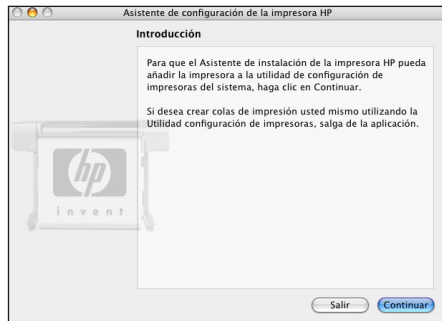 Asistente de configuración de la impresora HP
Introducción
Para que el Asistente de instalación de la impresora HP pueda
añadir la impresora a la utilidad de configuración de
impresoras del sistema, haga clic en Continuar.
Si desea crear colas de impresión usted mismo utilizando la
Utilidad configuración de impresoras, salga de la aplicación.
hp
invent
Salir
Continuar